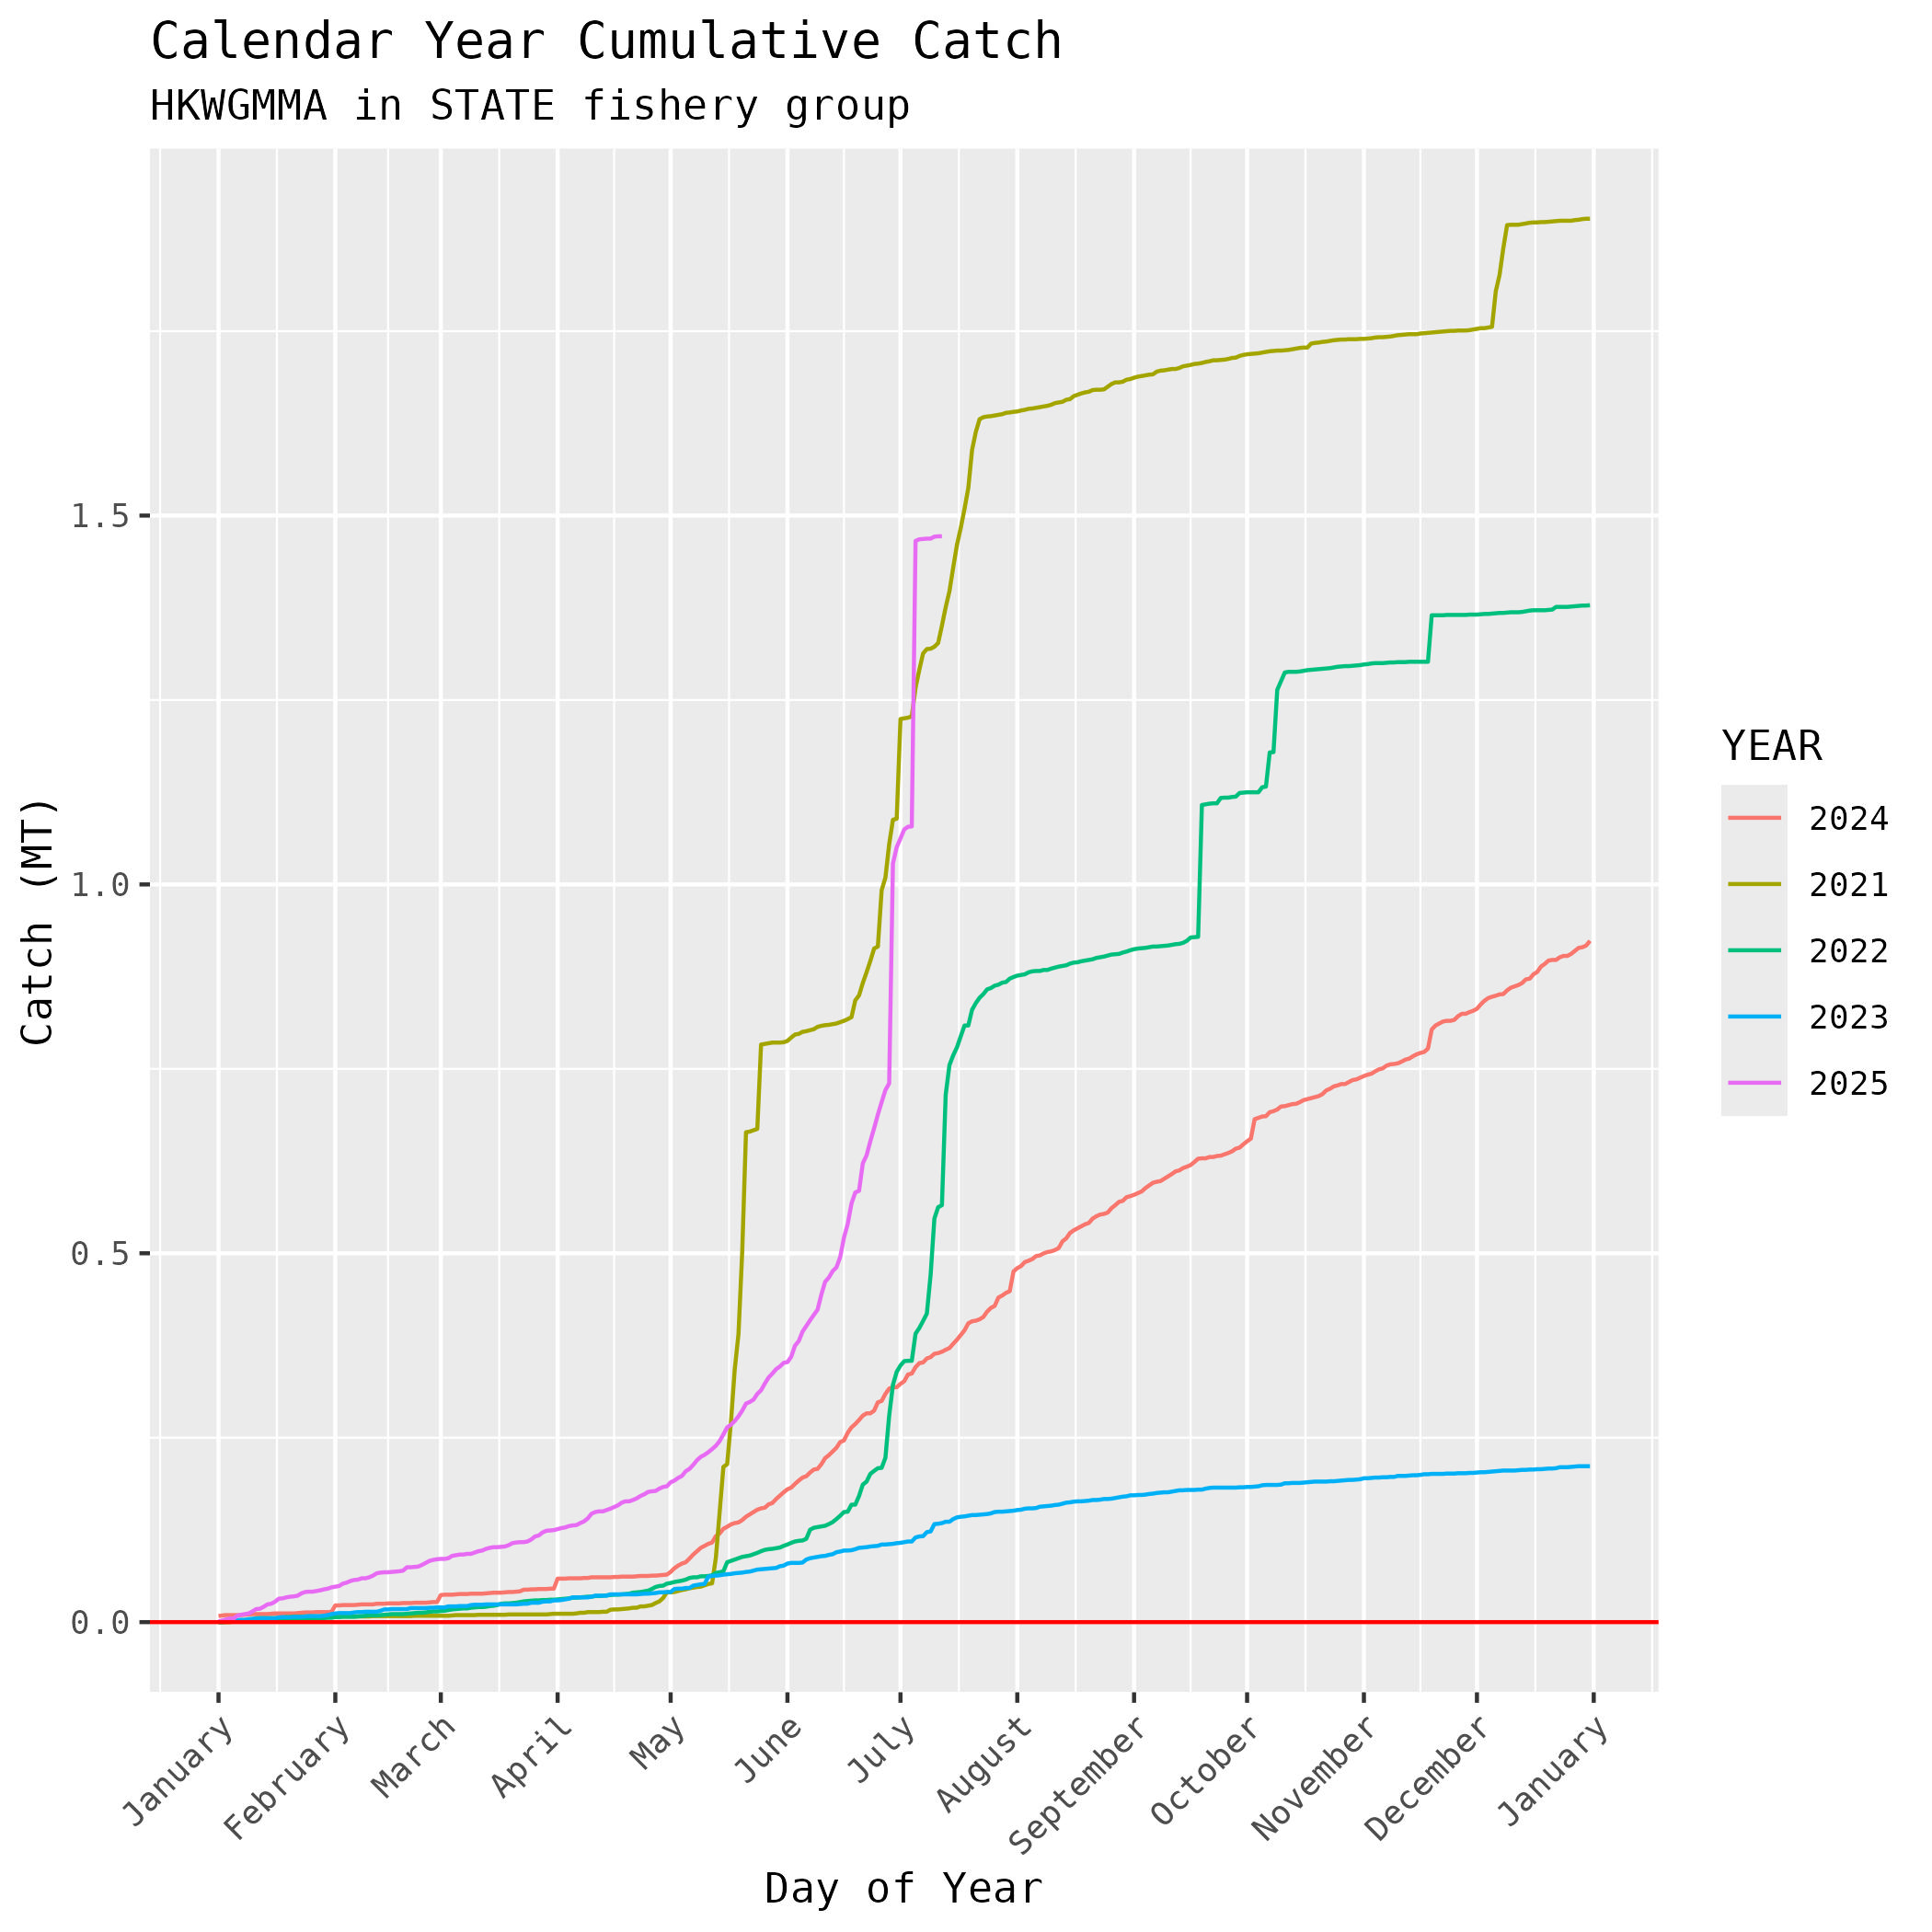 Calendar Year Cumulative Catch
HKWGMMA in STATE fishery group
Catch (MT)
1.5
1.0
0.5
0.0
January
February
March
April
May
June
July
August
September
October
November
December
January
Day of Year
YEAR
2024
2021
2022
2023
2025